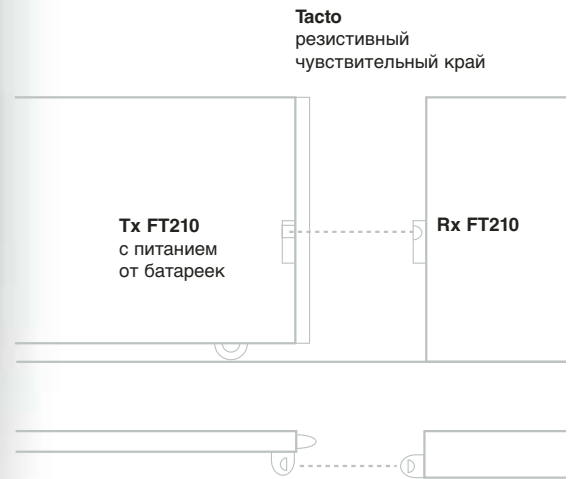 Tacto
резистивный
чувствительный край
Tx FT210
с питанием
от батареек
Rx FT210